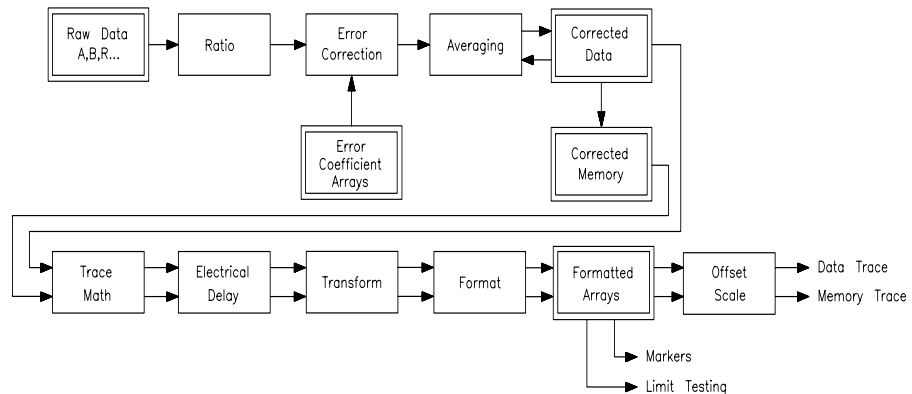 Raw Data
A,B,R...
Ratio
Error
Correction
Averaging
Corrected
Data
Error
Coefficient
Arrays
Corrected
Memory
Trace
Math
Electrical
Delay
Transform
Format
Formatted
Arrays
Offset
Scale
Data Trace
Memory Trace
Markers
Limit Testing